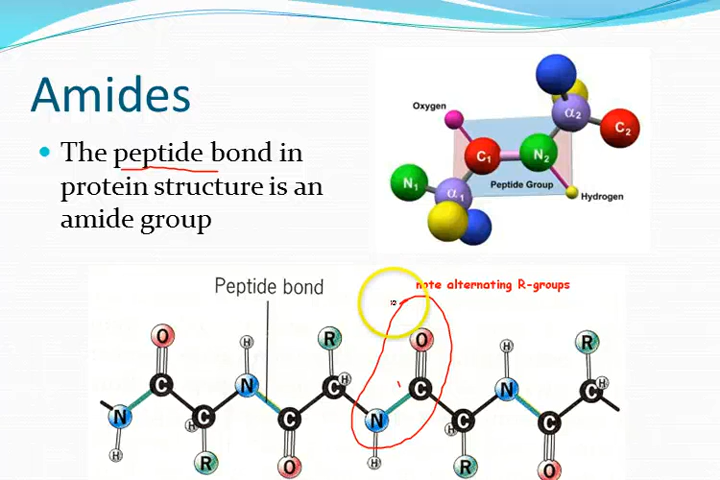 Amides
The peptide bond in
protein structure is an
amide group
Oxygen
α2
C2
C1
N2
N1
α1
Peptide Group
Hydrogen
Peptide bond
note alternating R-groups
O
H
R
O
H
R
C
N
C
H
C
N
C
H
N
C
H
C
N
C
H
C
H
R
O
H
R
O